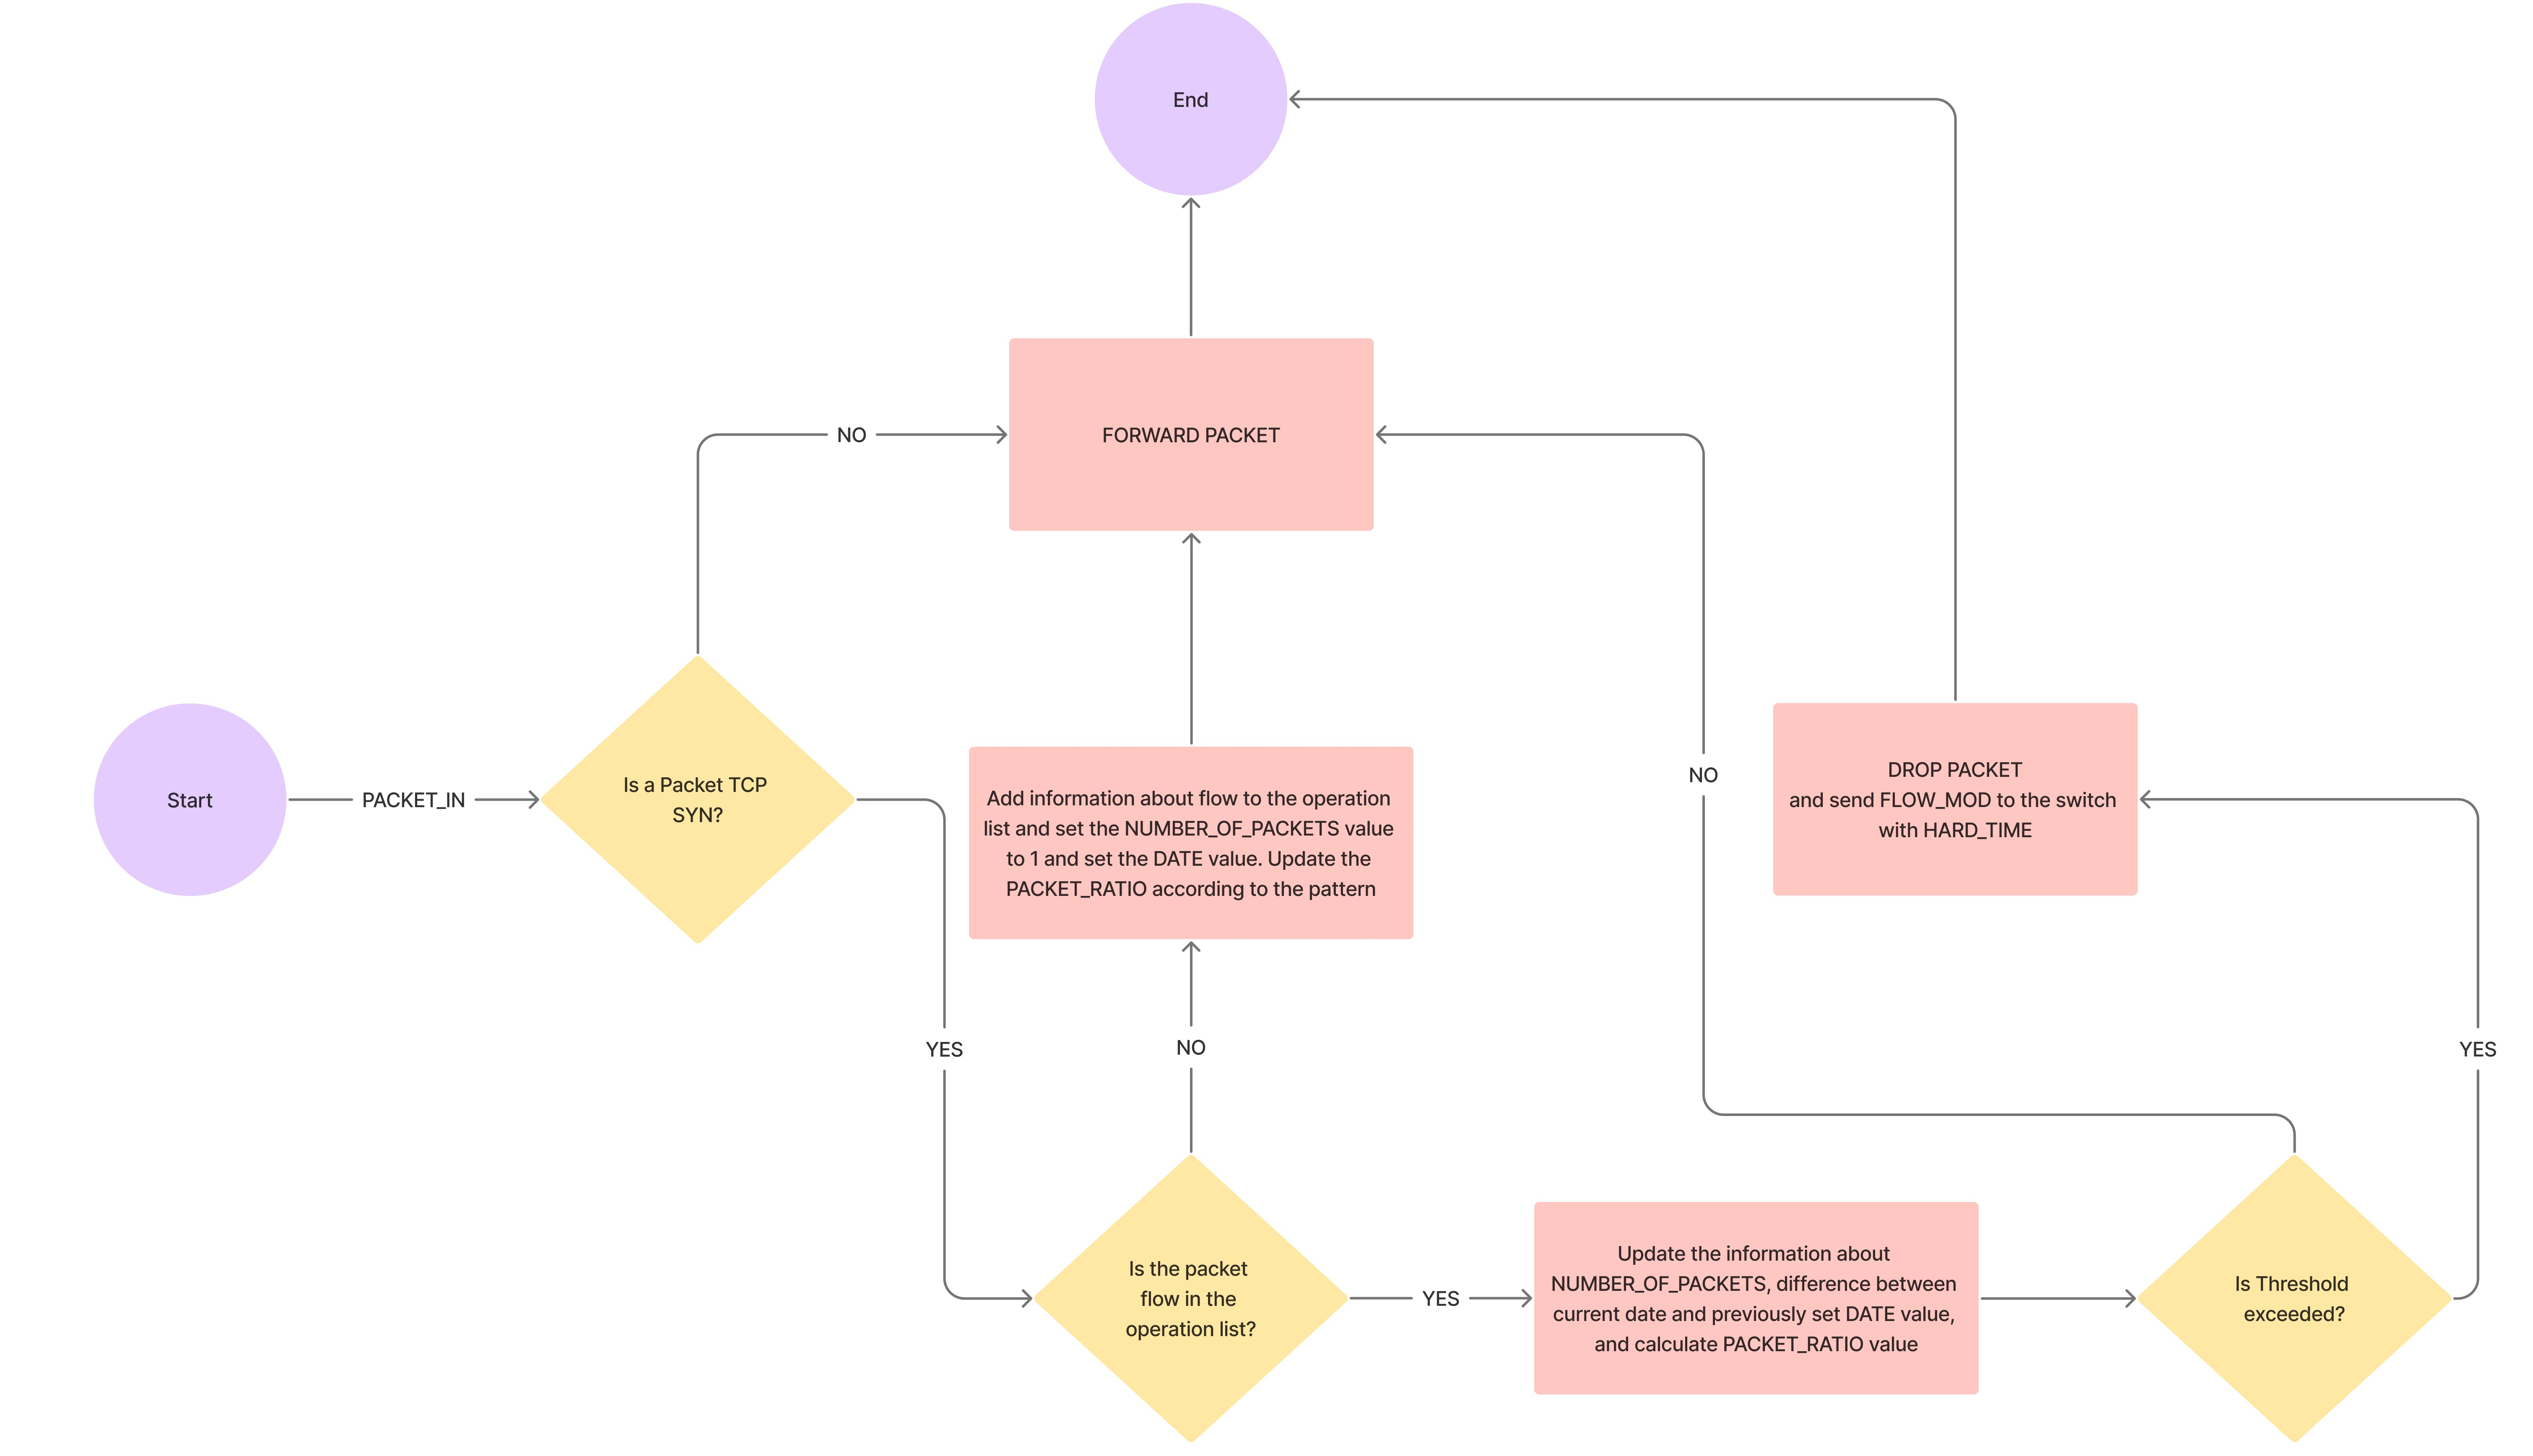 End
FORWARD PACKET
NO
Start
PACKET_IN
Is a Packet TCP
SYN?
Add information about flow to the operation
list and set the NUMBER_OF_PACKETS value
to 1 and set the DATE value. Update the
PACKET_RATIO according to the pattern
NO
DROP PACKET
and send FLOW_MOD to the switch
with HARD_TIME
YES
NO
YES
Is the packet
flow in the
operation list?
YES
Update the information about
NUMBER_OF_PACKETS, difference between
current date and previously set DATE value,
and calculate PACKET_RATIO value
Is Threshold
exceeded?